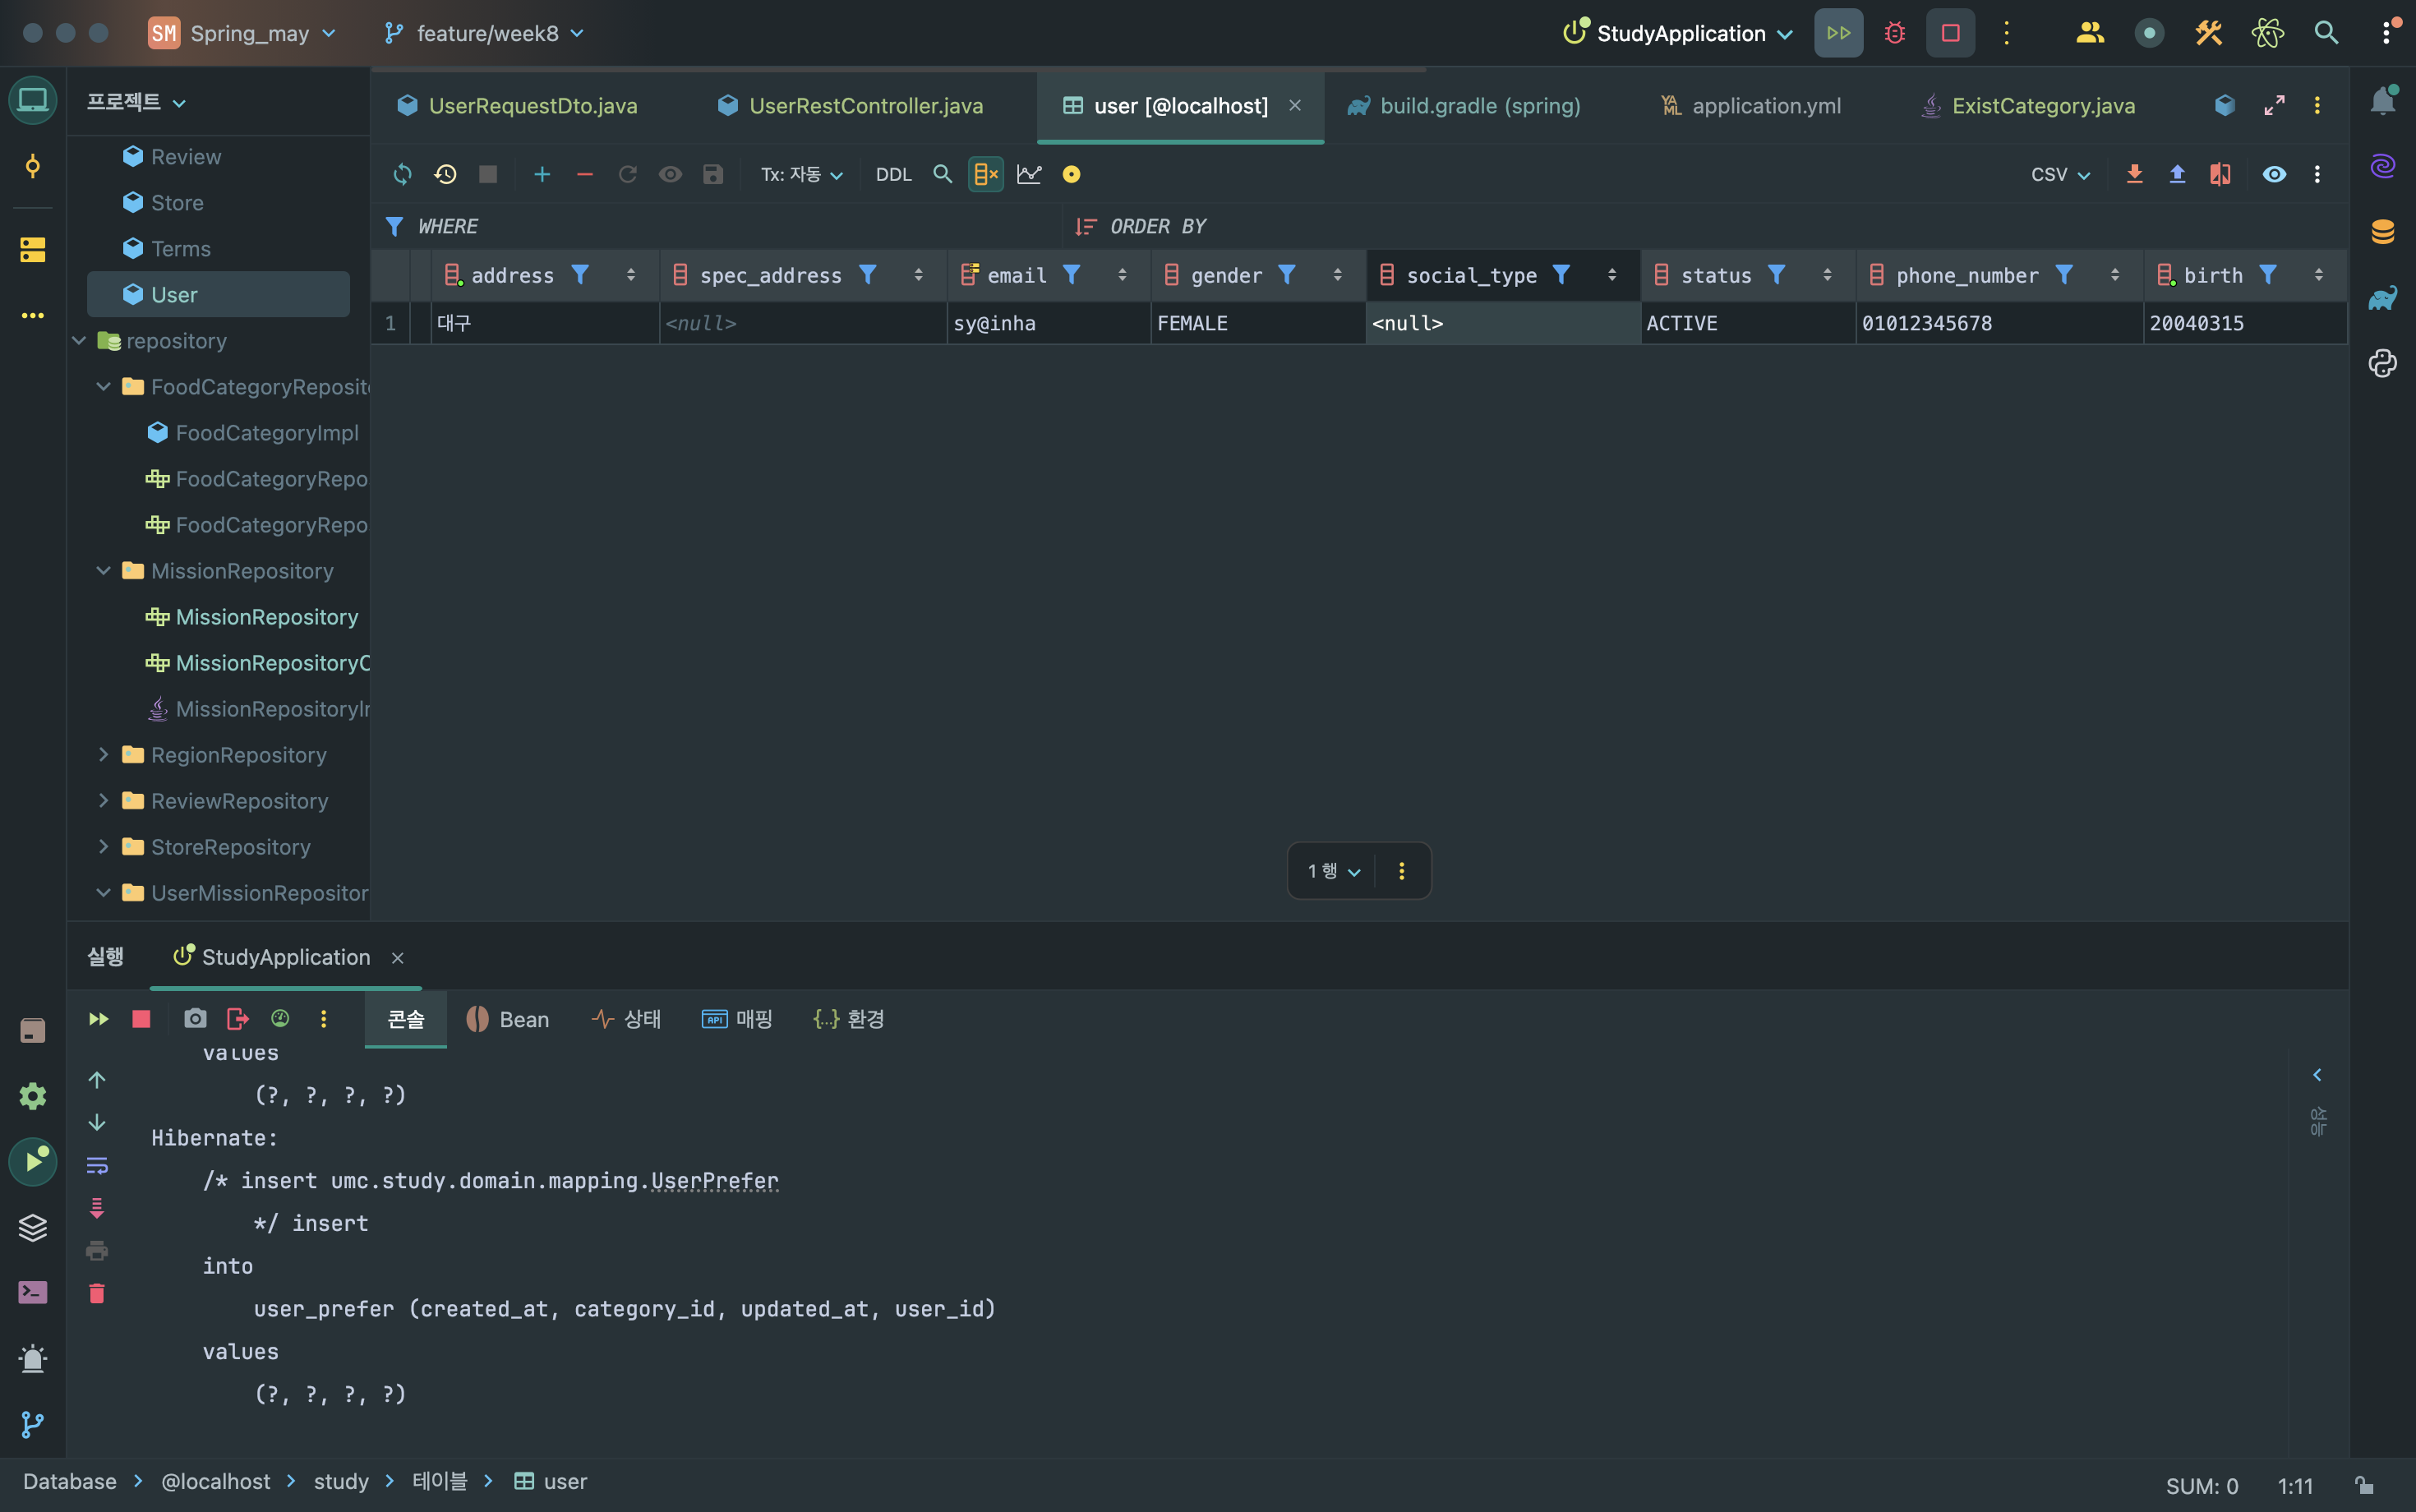 SM Spring_may feature/week8 StudyApplication
프로젝트
UserRequestDto.java UserRestController.java user [@localhost] build.gradle (spring) application.yml ExistCategory.java
Review
Store
Terms
User
repository
FoodCategoryReposit
FoodCategoryImpl
FoodCategoryRepo
FoodCategoryRepo
MissionRepository
MissionRepository
MissionRepositoryC
MissionRepositoryIr
RegionRepository
ReviewRepository
StoreRepository
UserMissionRepositor
Tx: 자동 DDL CSV
WHERE ORDER BY
address spec_address email gender social_type status phone_number birth
1 대구 <null> sy@inha FEMALE <null> ACTIVE 01012345678 20040315
1 행
실행 StudyApplication
콘솔 Bean 상태 API 매핑 {...} 환경
values
(?, ?, ?, ?)
Hibernate:
/* insert umc.study.domain.mapping.UserPrefer
*/ insert
into
user_prefer (created_at, category_id, updated_at, user_id)
values
(?, ?, ?, ?)
성능
Database @localhost study 테이블 user
SUM: 0 1:11